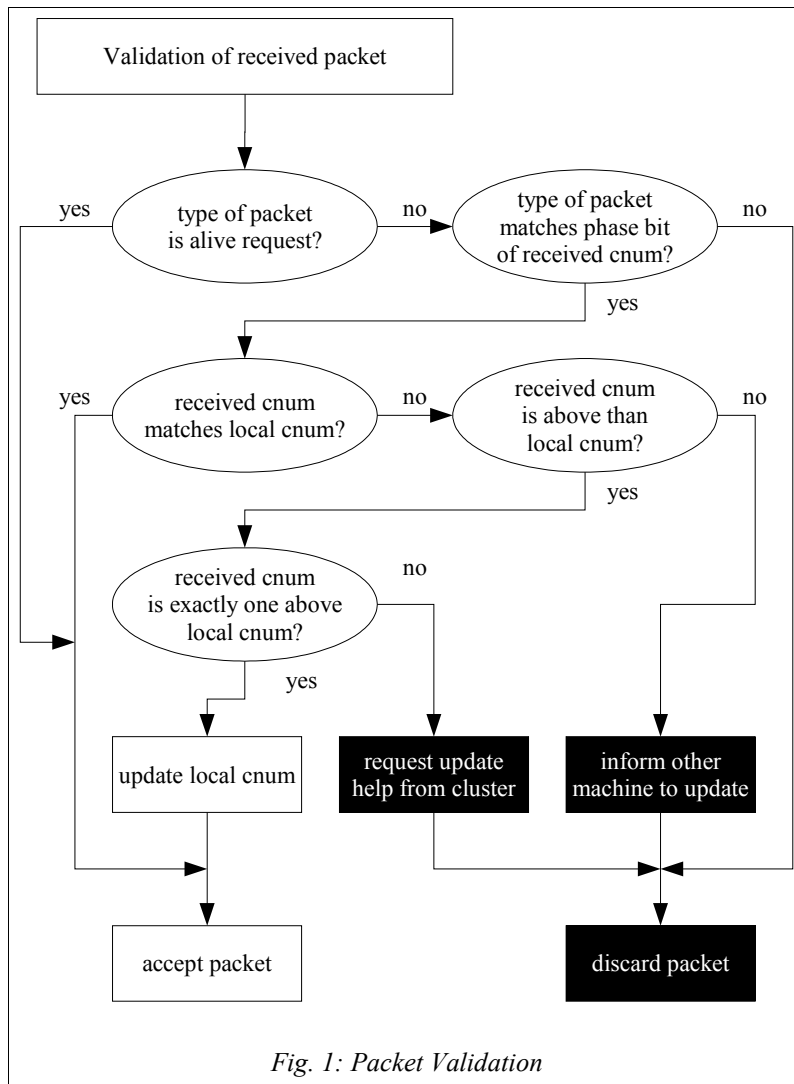 Validation of received packet
yes
type of packet
is alive request?
no
type of packet
matches phase bit
of received cnum?
no
yes
yes
received cnum
matches local cnum?
no
received cnum
is above than
local cnum?
no
yes
received cnum
is exactly one above
local cnum?
no
yes
update local cnum
request update
help from cluster
inform other
machine to update
accept packet
discard packet
Fig. 1: Packet Validation